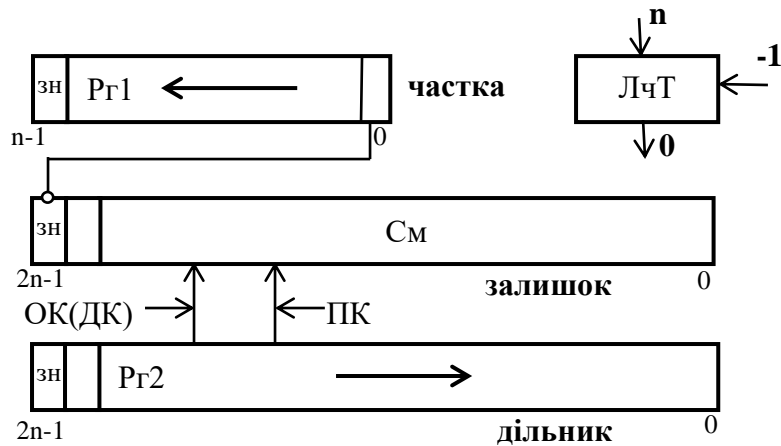 n
-1
зн Рг1 частка ЛчТ
n-1 0 0
зн См
2n-1 залишок 0
ОК(ДК) ПК
зн Рг2
2n-1 дільник 0